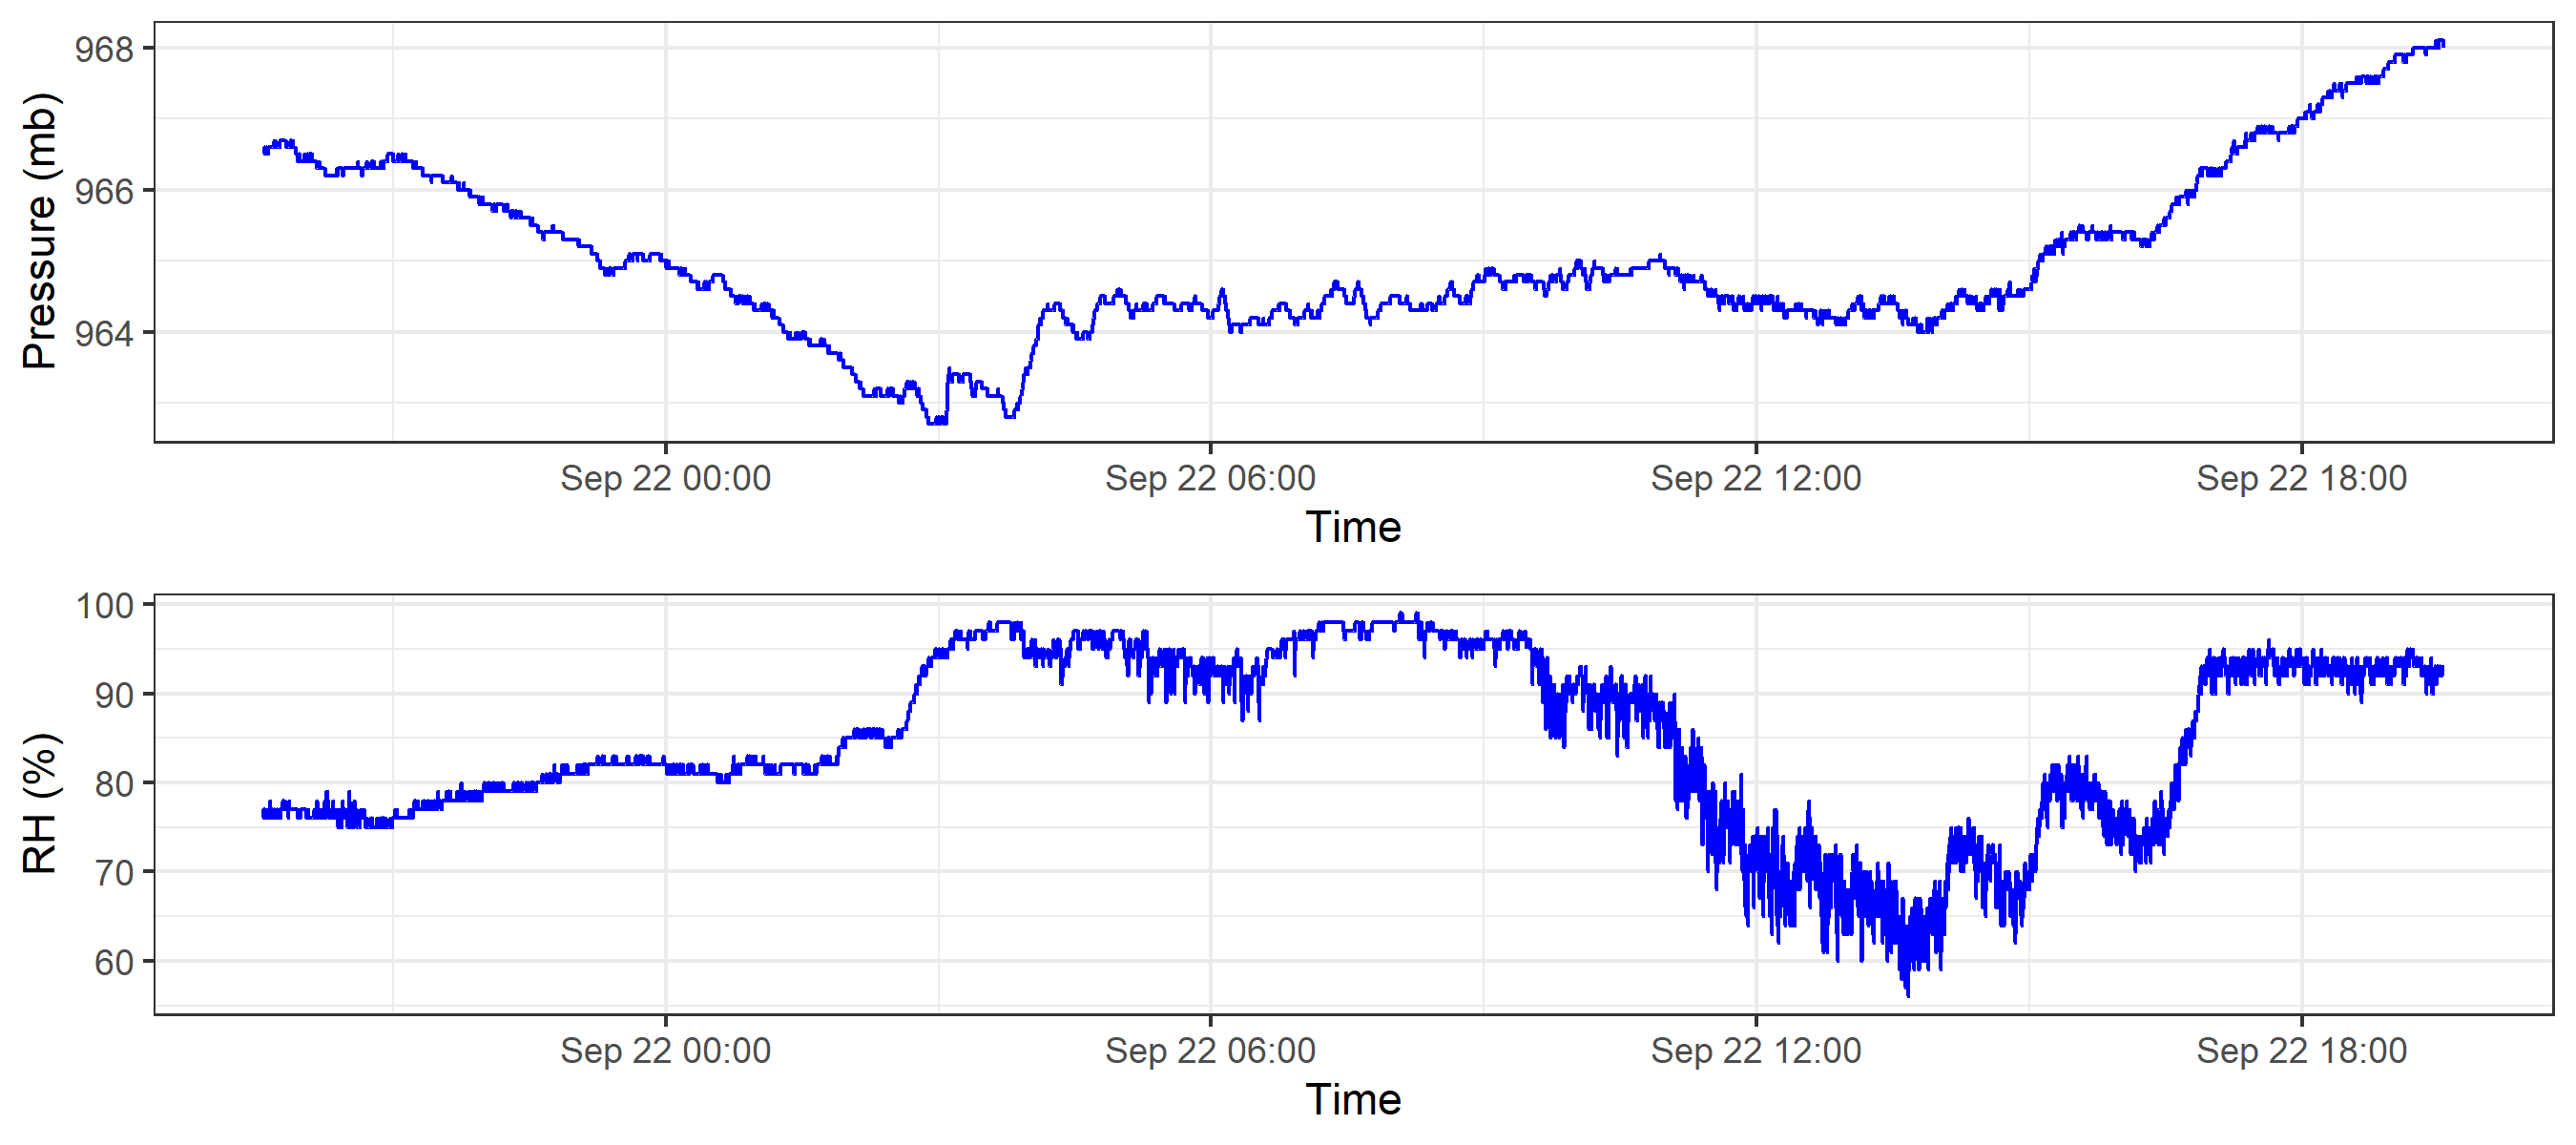 Pressure (mb)
968
966
964
Sep 22 00:00
Sep 22 06:00
Sep 22 12:00
Sep 22 18:00
Time
RH (%)
100
90
80
70
60
Sep 22 00:00
Sep 22 06:00
Sep 22 12:00
Sep 22 18:00
Time